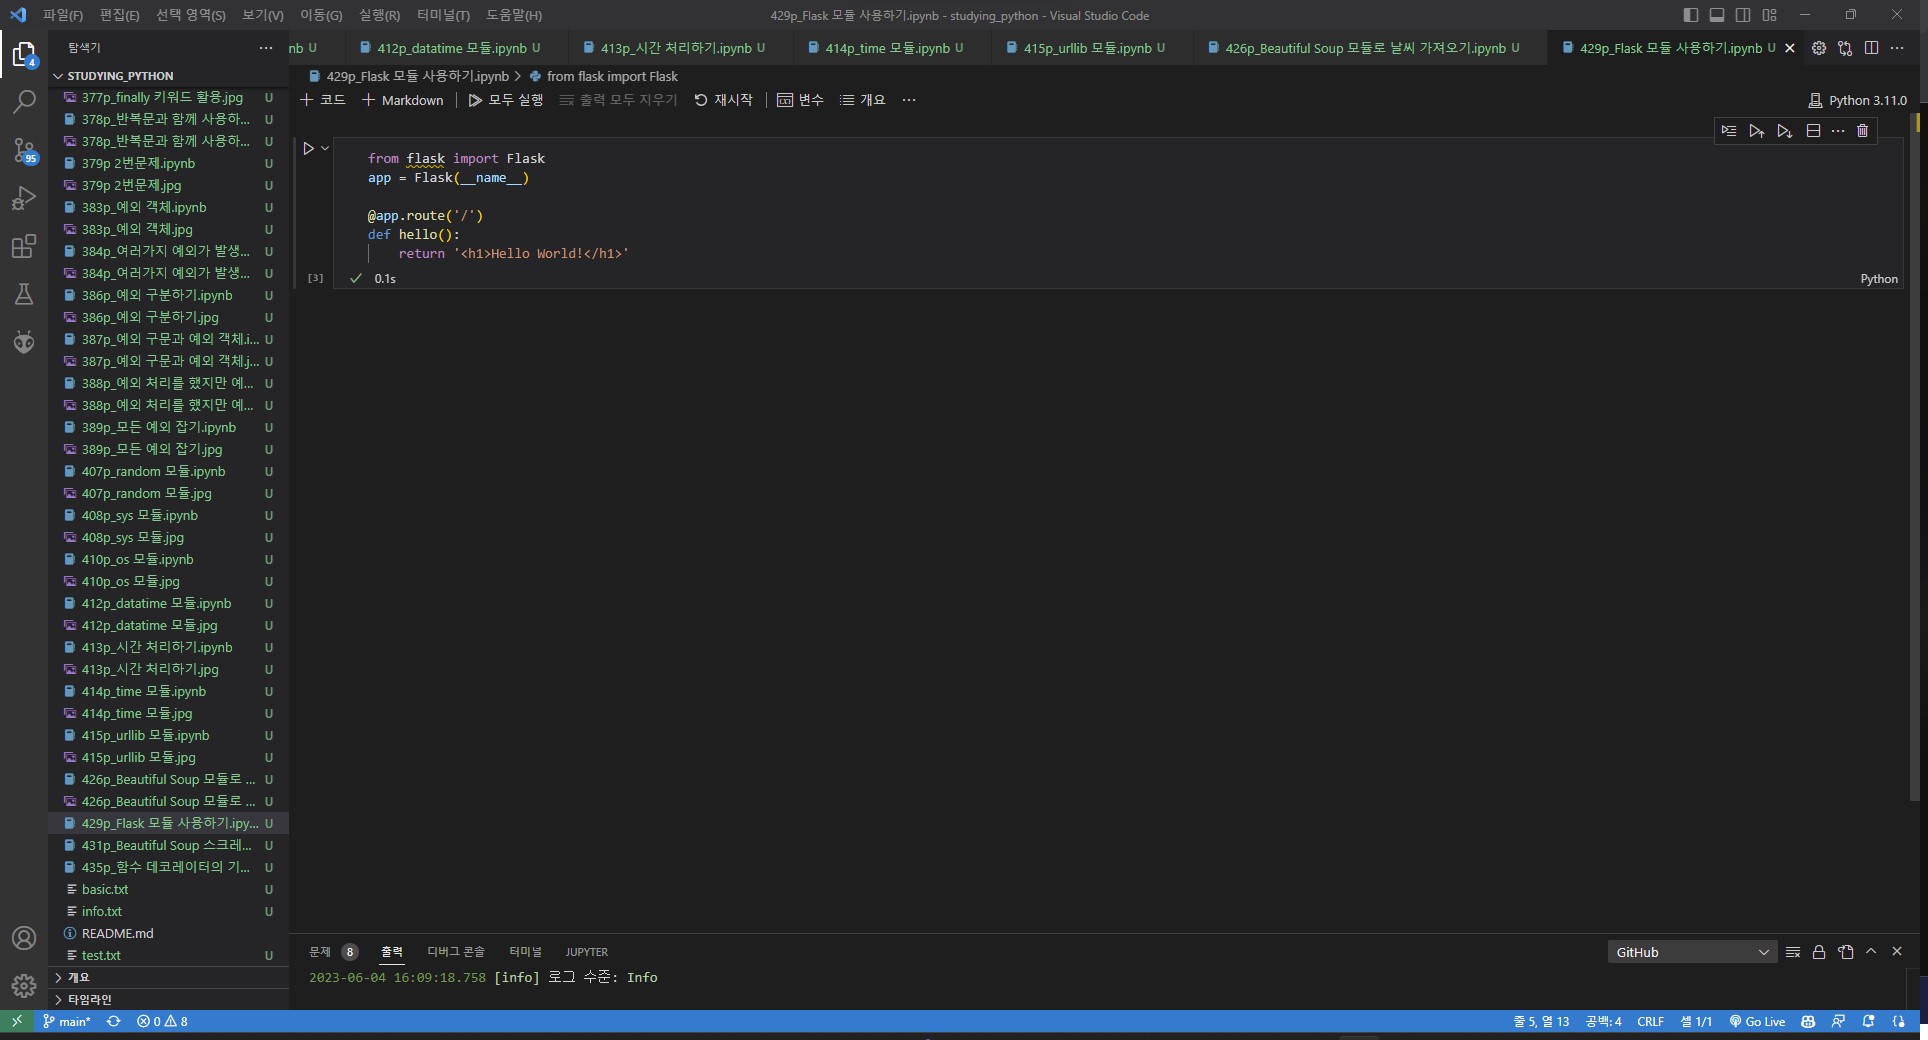 파일(F) 편집(E) 선택 영역(S) 보기(V) 이동(G) 실행(R) 터미널(T) 도움말(H)
429p_Flask 모듈 사용하기.ipynb - studying_python - Visual Studio Code
탐색기
nb U
412p_datatime 모듈.ipynb U
413p_시간 처리하기.ipynb U
414p_time 모듈.ipynb U
415p_urllib 모듈.ipynb U
426p_Beautiful Soup 모듈로 날씨 가져오기.ipynb U
429p_Flask 모듈 사용하기.ipynb U
STUDYING_PYTHON
377p_finally 키워드 활용.jpg U
378p_반복문과 함께 사용하... U
378p_반복문과 함께 사용하... U
379p 2번문제.ipynb U
379p 2번문제.jpg U
383p_예외 객체.ipynb U
383p_예외 객체.jpg U
384p_여러가지 예외가 발생... U
384p_여러가지 예외가 발생... U
386p_예외 구분하기.ipynb U
386p_예외 구분하기.jpg U
387p_예외 구문과 예외 객체.i... U
387p_예외 구문과 예외 객체.j... U
388p_예외 처리를 했지만 예... U
388p_예외 처리를 했지만 예... U
389p_모든 예외 잡기.ipynb U
389p_모든 예외 잡기.jpg U
407p_random 모듈.ipynb U
407p_random 모듈.jpg U
408p_sys 모듈.ipynb U
408p_sys 모듈.jpg U
410p_os 모듈.ipynb U
410p_os 모듈.jpg U
412p_datatime 모듈.ipynb U
412p_datatime 모듈.jpg U
413p_시간 처리하기.ipynb U
413p_시간 처리하기.jpg U
414p_time 모듈.ipynb U
414p_time 모듈.jpg U
415p_urllib 모듈.ipynb U
415p_urllib 모듈.jpg U
426p_Beautiful Soup 모듈로 ... U
426p_Beautiful Soup 모듈로 ... U
429p_Flask 모듈 사용하기.ipy... U
431p_Beautiful Soup 스크레... U
435p_함수 데코레이터의 기... U
basic.txt U
info.txt U
README.md
test.txt U
개요
타임라인
4
95
429p_Flask 모듈 사용하기.ipynb > from flask import Flask
코드 Markdown 모두 실행 출력 모두 지우기 재시작 변수 개요 ...
Python 3.11.0
from flask import Flask
app = Flask(__name__)
@app.route('/')
def hello():
return '<h1>Hello World!</h1>'
[3] 0.1s Python
문제 8 출력 디버그 콘솔 터미널 JUPYTER
GitHub
2023-06-04 16:09:18.758 [info] 로그 수준: Info
main* 0 8
줄 5, 열 13 공백: 4 CRLF 셀 1/1 Go Live